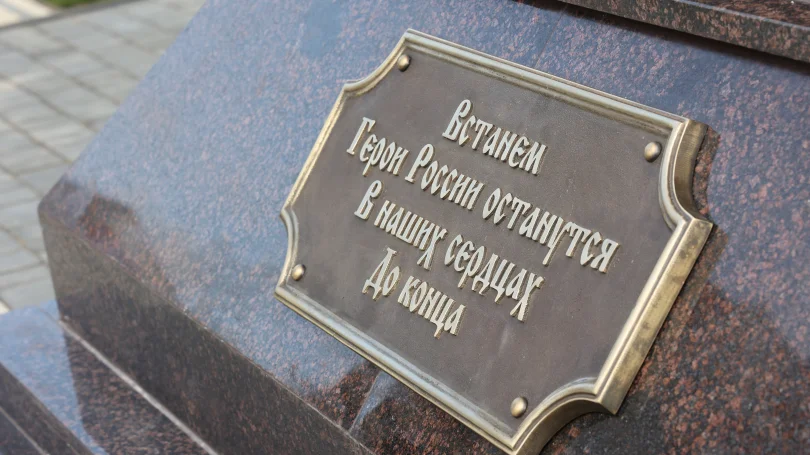 Встанем
Герои России останутся
В наших сердцах
До конца